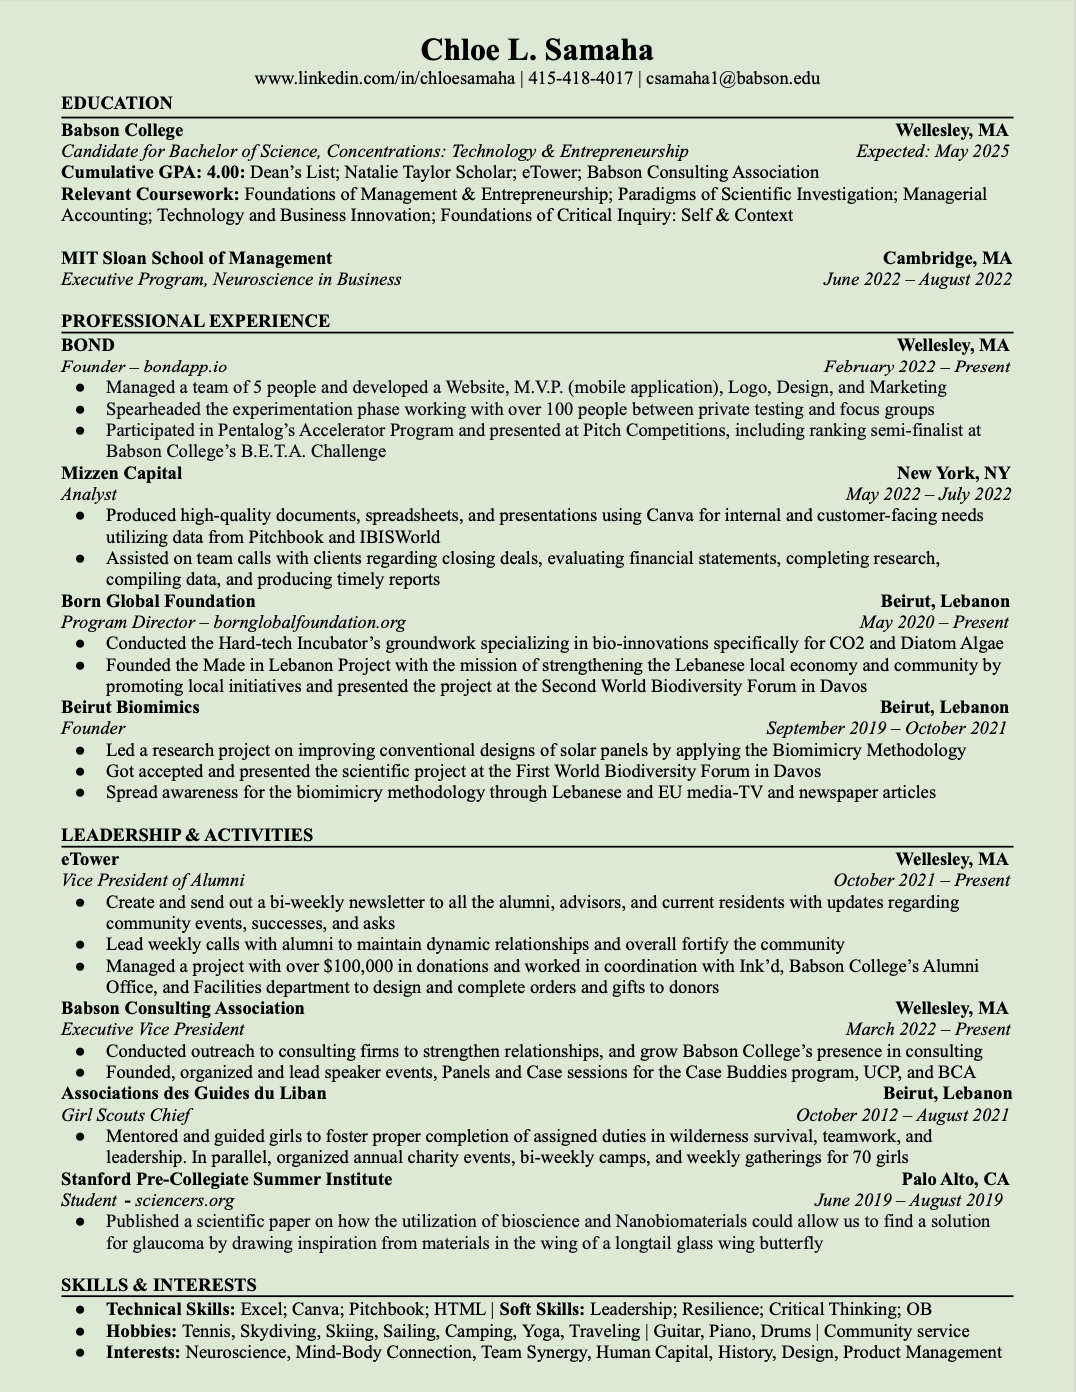 Chloe L. Samaha
www.linkedin.com/in/chloesamaha | 415-418-4017 | csamaha1@babson.edu
EDUCATION
Babson College Wellesley, MA
Candidate for Bachelor of Science, Concentrations: Technology & Entrepreneurship Expected: May 2025
Cumulative GPA: 4.00: Dean's List; Natalie Taylor Scholar; eTower; Babson Consulting Association
Relevant Coursework: Foundations of Management & Entrepreneurship; Paradigms of Scientific Investigation; Managerial
Accounting; Technology and Business Innovation; Foundations of Critical Inquiry: Self & Context
MIT Sloan School of Management Cambridge, MA
Executive Program, Neuroscience in Business June 2022 – August 2022
PROFESSIONAL EXPERIENCE
BOND Wellesley, MA
Founder – bondapp.io February 2022 – Present
● Managed a team of 5 people and developed a Website, M.V.P. (mobile application), Logo, Design, and Marketing
● Spearheaded the experimentation phase working with over 100 people between private testing and focus groups
● Participated in Pentalog's Accelerator Program and presented at Pitch Competitions, including ranking semi-finalist at
Babson College's B.E.T.A. Challenge
Mizzen Capital New York, NY
Analyst May 2022 – July 2022
● Produced high-quality documents, spreadsheets, and presentations using Canva for internal and customer-facing needs
utilizing data from Pitchbook and IBISWorld
● Assisted on team calls with clients regarding closing deals, evaluating financial statements, completing research,
compiling data, and producing timely reports
Born Global Foundation Beirut, Lebanon
Program Director – bornglobalfoundation.org May 2020 – Present
● Conducted the Hard-tech Incubator's groundwork specializing in bio-innovations specifically for CO2 and Diatom Algae
● Founded the Made in Lebanon Project with the mission of strengthening the Lebanese local economy and community by
promoting local initiatives and presented the project at the Second World Biodiversity Forum in Davos
Beirut Biomimics Beirut, Lebanon
Founder September 2019 – October 2021
● Led a research project on improving conventional designs of solar panels by applying the Biomimicry Methodology
● Got accepted and presented the scientific project at the First World Biodiversity Forum in Davos
● Spread awareness for the biomimicry methodology through Lebanese and EU media-TV and newspaper articles
LEADERSHIP & ACTIVITIES
eTower Wellesley, MA
Vice President of Alumni October 2021 – Present
● Create and send out a bi-weekly newsletter to all the alumni, advisors, and current residents with updates regarding
community events, successes, and asks
● Lead weekly calls with alumni to maintain dynamic relationships and overall fortify the community
● Managed a project with over $100,000 in donations and worked in coordination with Ink'd, Babson College's Alumni
Office, and Facilities department to design and complete orders and gifts to donors
Babson Consulting Association Wellesley, MA
Executive Vice President March 2022 – Present
● Conducted outreach to consulting firms to strengthen relationships, and grow Babson College's presence in consulting
● Founded, organized and lead speaker events, Panels and Case sessions for the Case Buddies program, UCP, and BCA
Associations des Guides du Liban Beirut, Lebanon
Girl Scouts Chief October 2012 – August 2021
● Mentored and guided girls to foster proper completion of assigned duties in wilderness survival, teamwork, and
leadership. In parallel, organized annual charity events, bi-weekly camps, and weekly gatherings for 70 girls
Stanford Pre-Collegiate Summer Institute Palo Alto, CA
Student - sciencers.org June 2019 – August 2019
● Published a scientific paper on how the utilization of bioscience and Nanobiomaterials could allow us to find a solution
for glaucoma by drawing inspiration from materials in the wing of a longtail glass wing butterfly
SKILLS & INTERESTS
● Technical Skills: Excel; Canva; Pitchbook; HTML | Soft Skills: Leadership; Resilience; Critical Thinking; OB
● Hobbies: Tennis, Skydiving, Skiing, Sailing, Camping, Yoga, Traveling | Guitar, Piano, Drums | Community service
● Interests: Neuroscience, Mind-Body Connection, Team Synergy, Human Capital, History, Design, Product Management